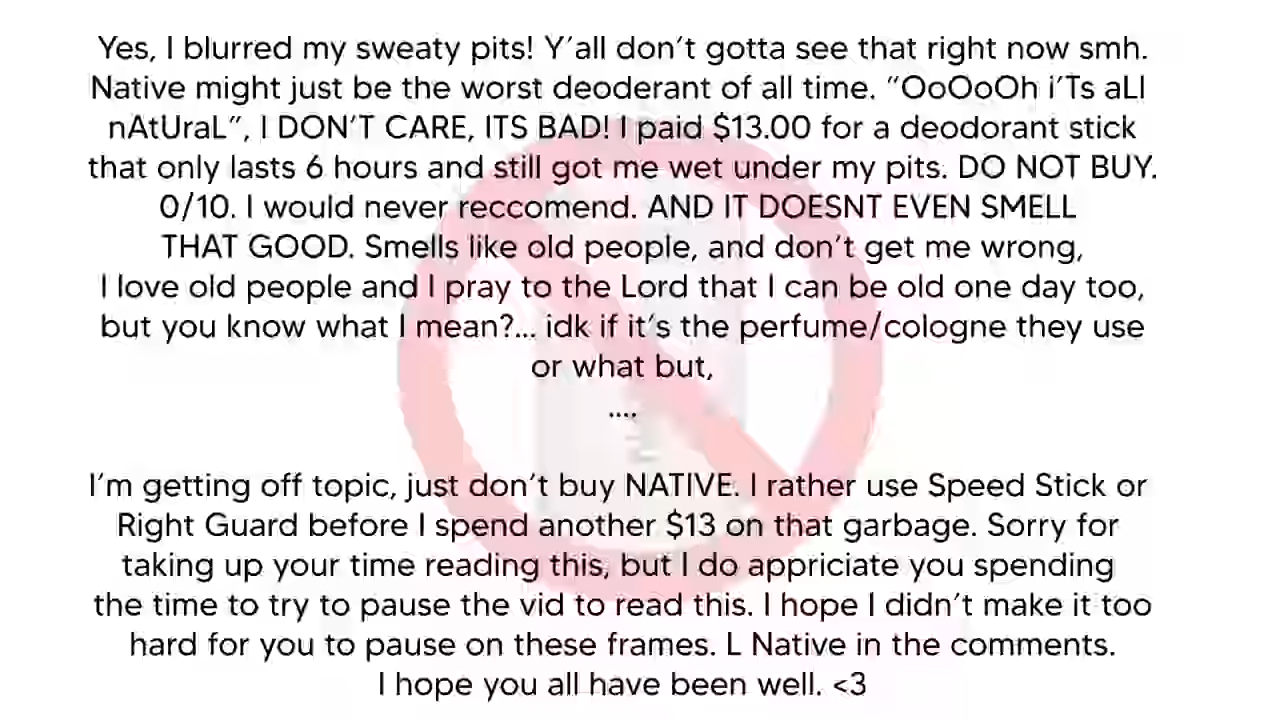 Yes, I blurred my sweaty pits! Y'all don't gotta see that right now smh.
Native might just be the worst deoderant of all time. "OoOoOh i'Ts aLl
nAtUraL", I DON'T CARE, ITS BAD! I paid $13.00 for a deodorant stick
that only lasts 6 hours and still got me wet under my pits. DO NOT BUY.
0/10. I would never reccomend. AND IT DOESNT EVEN SMELL
THAT GOOD. Smells like old people, and don't get me wrong,
I love old people and I pray to the Lord that I can be old one day too,
but you know what I mean?... idk if it's the perfume/cologne they use
or what but,
....
I'm getting off topic, just don't buy NATIVE. I rather use Speed Stick or
Right Guard before I spend another $13 on that garbage. Sorry for
taking up your time reading this, but I do appriciate you spending
the time to try to pause the vid to read this. I hope I didn't make it too
hard for you to pause on these frames. L Native in the comments.
I hope you all have been well. <3